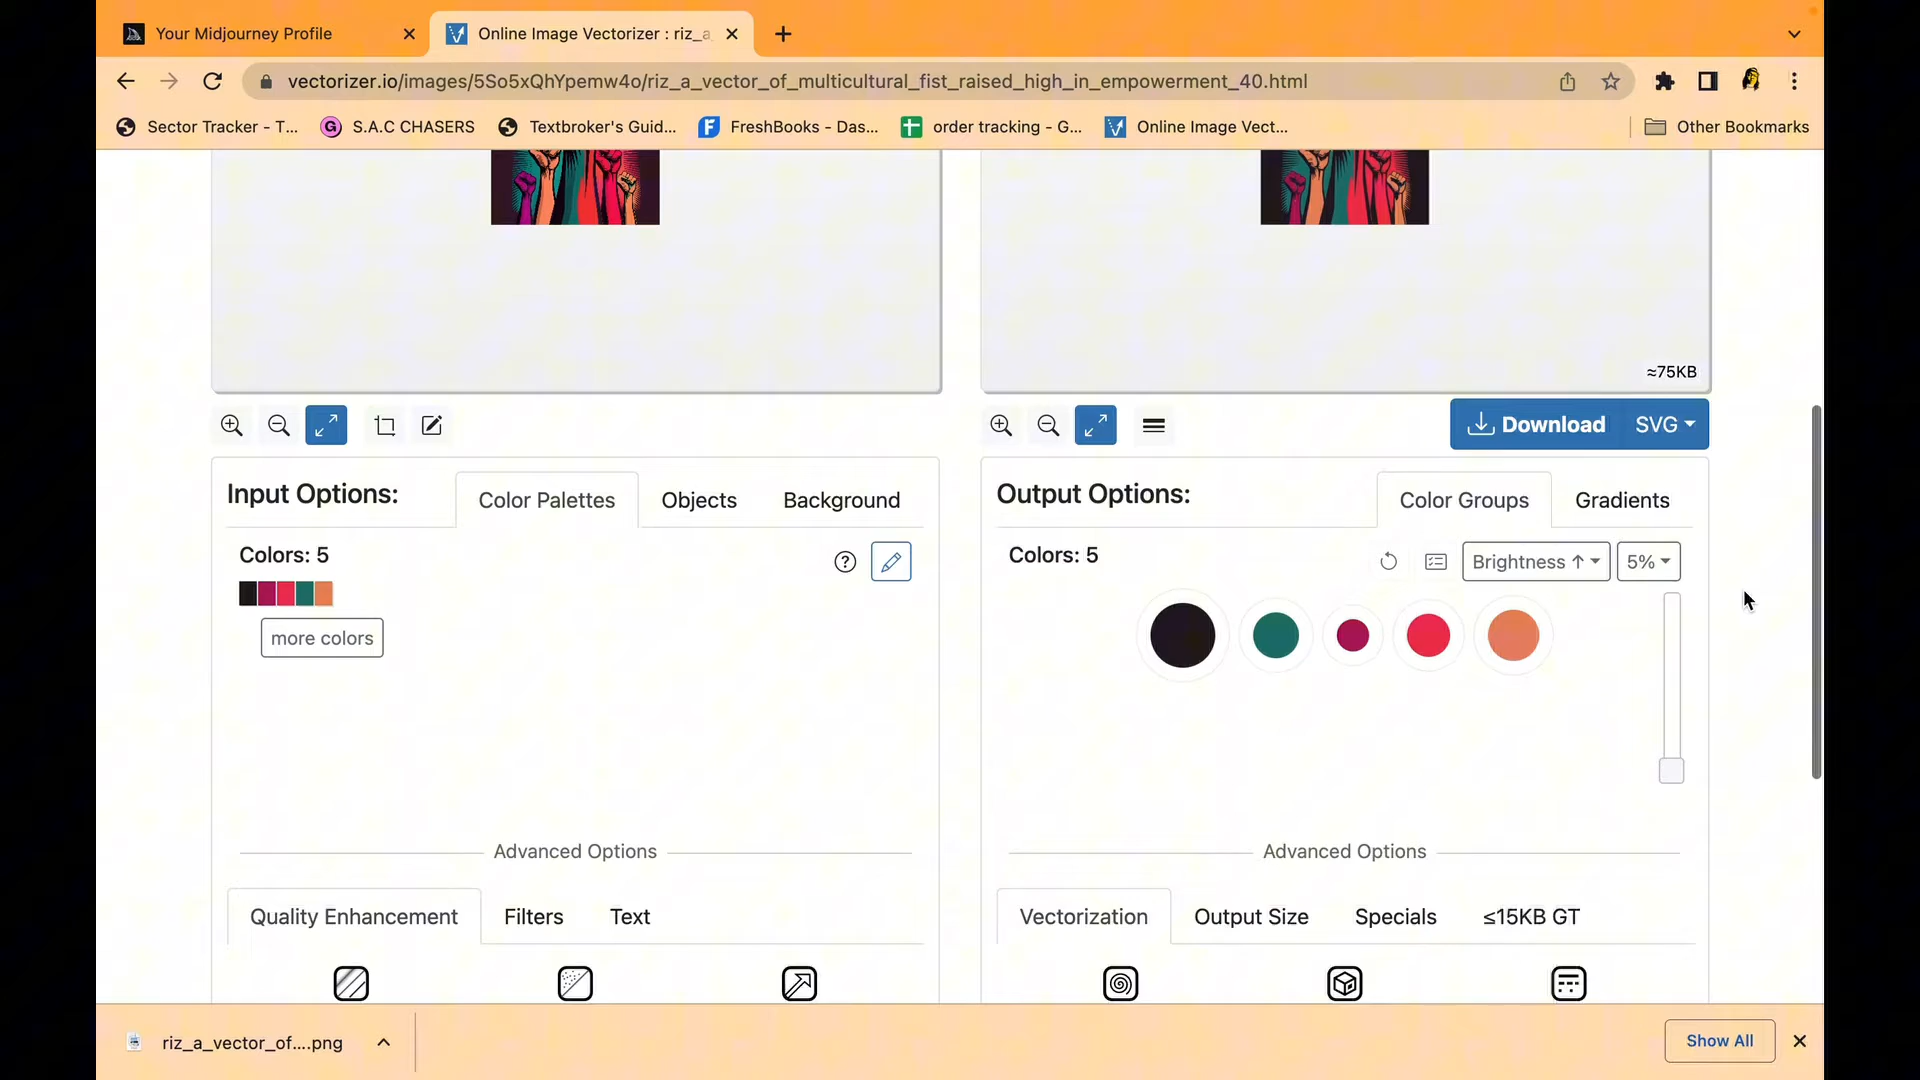 Your Midjourney Profile
Online Image Vectorizer : riz_a
vectorizer.io/images/5So5xQhYpemw4o/riz_a_vector_of_multicultural_fist_raised_high_in_empowerment_40.html
Sector Tracker - T...
S.A.C CHASERS
Textbroker's Guid...
FreshBooks - Das...
order tracking - G...
Online Image Vect...
Other Bookmarks
≈75KB
Download
SVG
Input Options:
Color Palettes
Objects
Background
Output Options:
Color Groups
Gradients
Colors: 5
more colors
Colors: 5
Brightness ↑
5%
Advanced Options
Advanced Options
Quality Enhancement
Filters
Text
Vectorization
Output Size
Specials
≤15KB GT
riz_a_vector_of....png
Show All